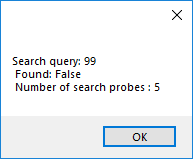 Search query: 99
Found: False
Number of search probes : 5
OK